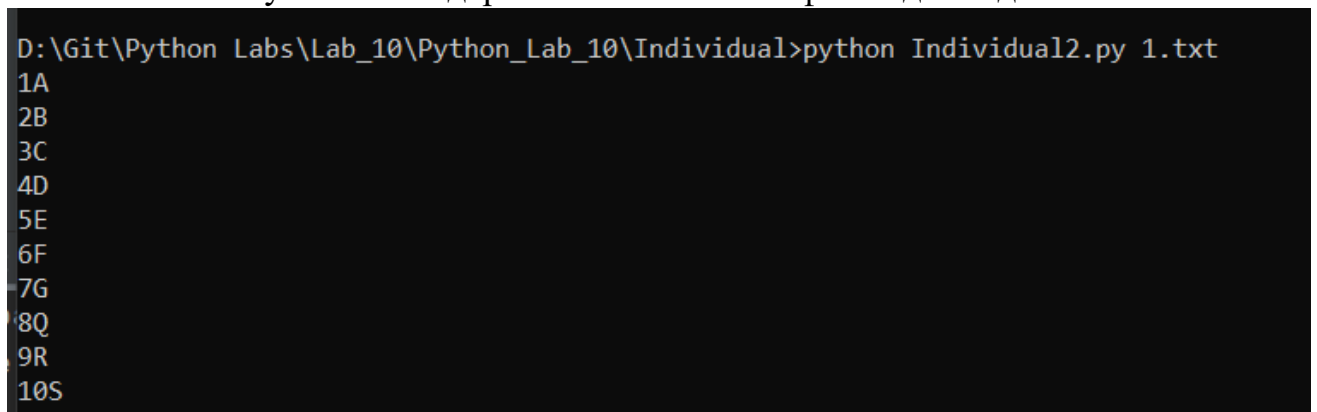 D:\Git\Python Labs\Lab_10\Python_Lab_10\Individual>python Individual2.py 1.txt
1A
2B
3C
4D
5E
6F
7G
8Q
9R
10S